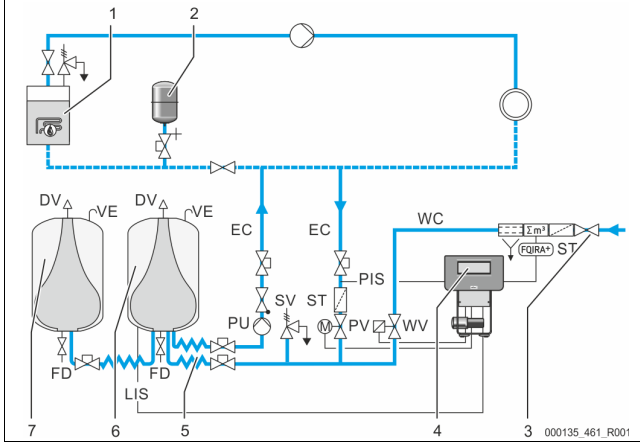 1
2
DV
VE
DV
VE
EC
EC
WC
Σm³
FQIRA+
ST
PIS
SV
ST
PU
M
PV
WV
FD
FD
LIS
7
6
5
4
3
000135_461_R001